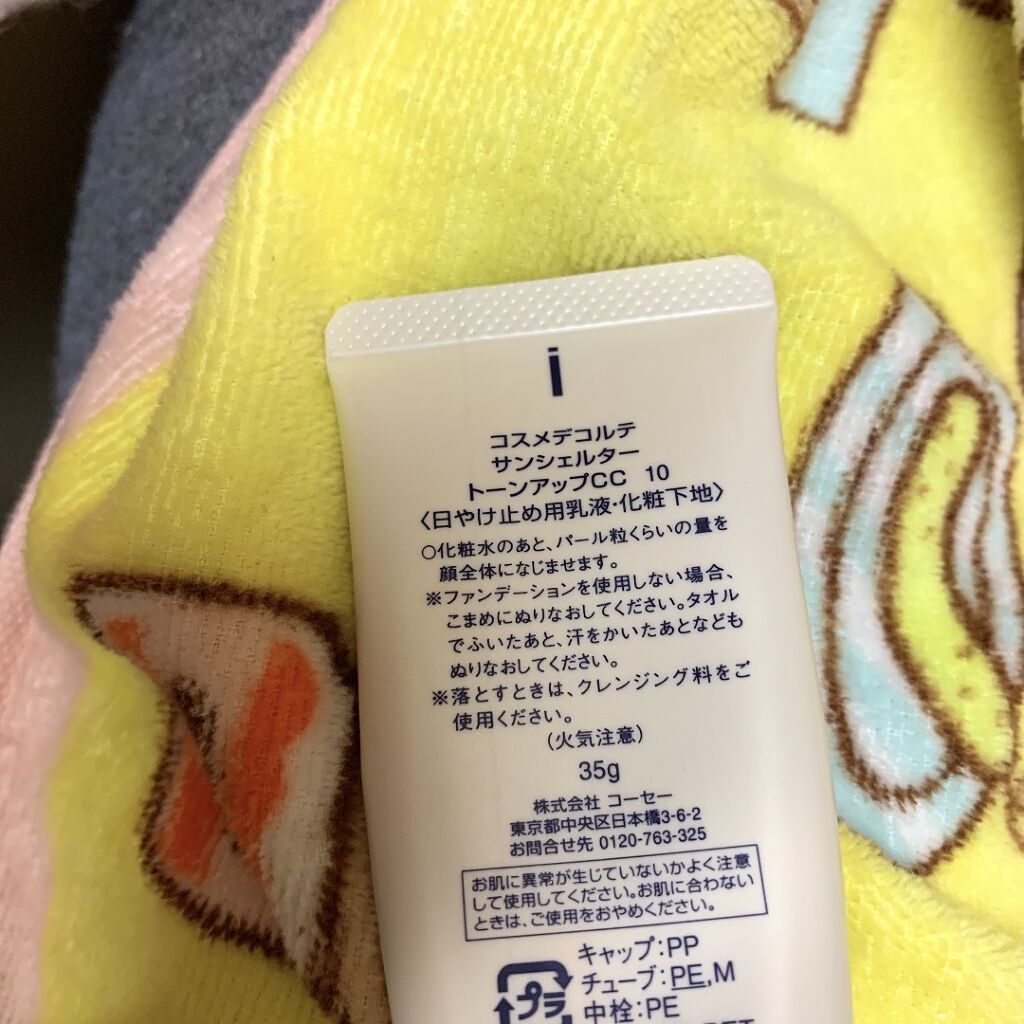 i
コスメデコルテ
サンシェルター
トーンアップCC 10
〈日やけ止め用乳液・化粧下地〉
○化粧水のあと、パール粒くらいの量を
顔全体になじませます。
※ファンデーションを使用しない場合、
こまめにぬりなおしてください。タオル
でふいたあと、汗をかいたあとなども
ぬりなおしてください。
※落とすときは、クレンジング料をご
使用ください。
(火気注意)
35g
株式会社 コーセー
東京都中央区日本橋3-6-2
お問合せ先 0120-763-325
お肌に異常が生じていないかよく注意
して使用してください。お肌に合わない
ときは、ご使用をおやめください。
キャップ:PP
チューブ:PE,M
中栓:PE
プラ